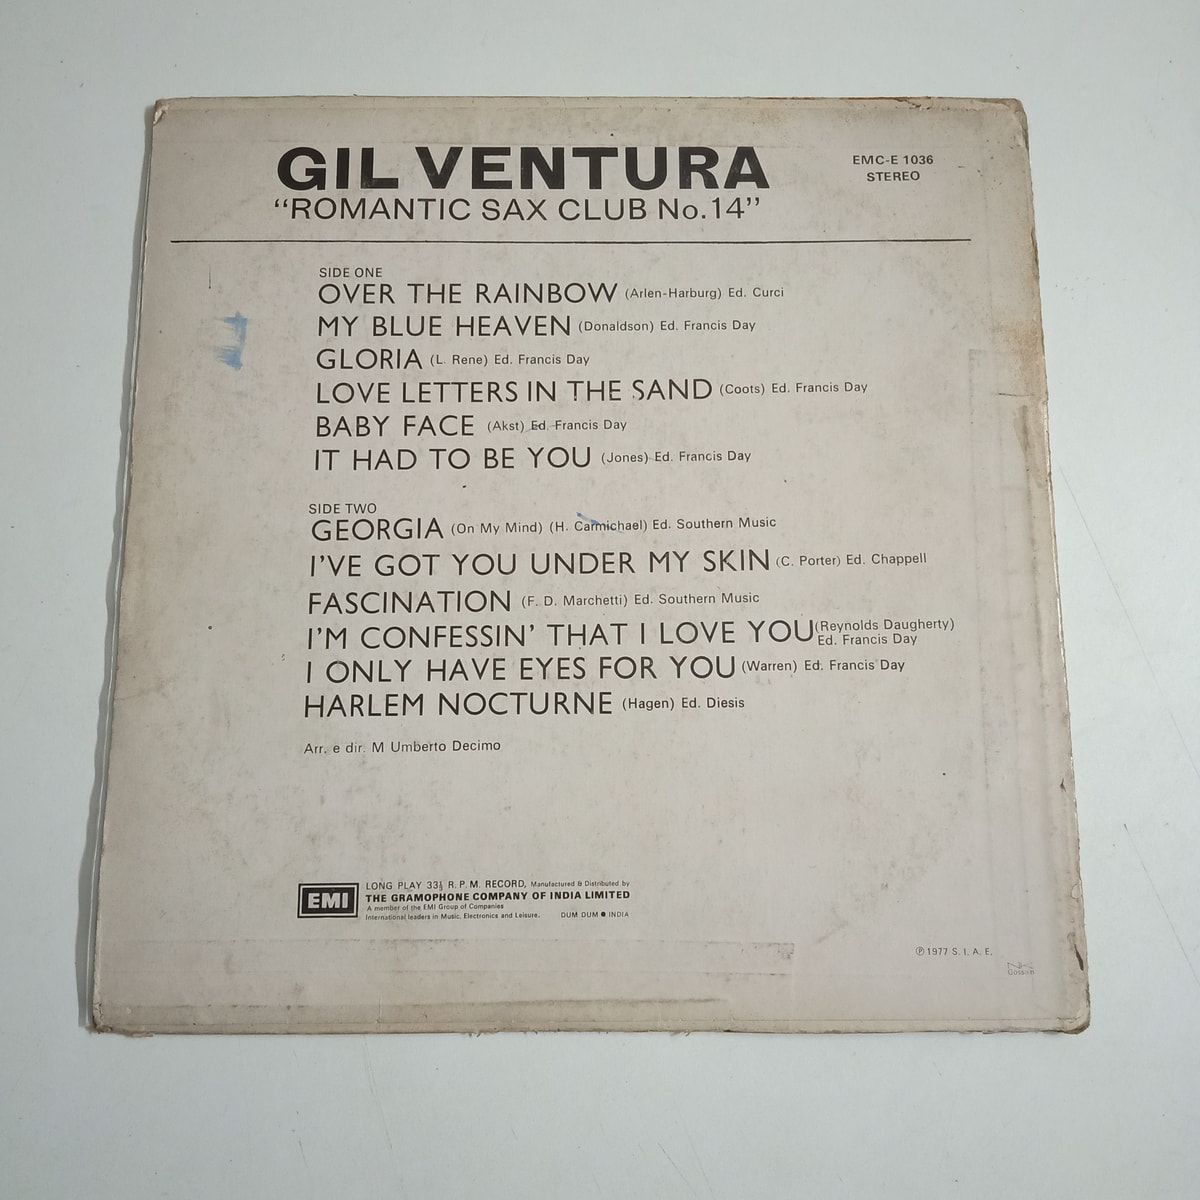 GIL VENTURA
"ROMANTIC SAX CLUB No.14"
EMC-E 1036
STEREO
SIDE ONE
OVER THE RAINBOW (Arlen-Harburg) Ed. Curci
MY BLUE HEAVEN (Donaldson) Ed. Francis Day
GLORIA (L. Rene) Ed. Francis Day
LOVE LETTERS IN THE SAND (Coots) Ed. Francis Day
BABY FACE (Akst) Ed. Francis Day
IT HAD TO BE YOU (Jones) Ed. Francis Day
SIDE TWO
GEORGIA (On My Mind) (H. Carmichael) Ed. Southern Music
I'VE GOT YOU UNDER MY SKIN (C. Porter) Ed. Chappell
FASCINATION (F. D. Marchetti) Ed. Southern Music
I'M CONFESSIN' THAT I LOVE YOU (Reynolds Daugherty)
Ed. Francis Day
I ONLY HAVE EYES FOR YOU (Warren) Ed. Francis Day
HARLEM NOCTURNE (Hagen) Ed. Diesis
Arr. e dir. M Umberto Decimo
EMI
LONG PLAY 33⅓ R.P.M. RECORD, Manufactured & Distributed by
THE GRAMOPHONE COMPANY OF INDIA LIMITED
A member of the EMI Group of Companies
International leaders in Music, Electronics and Leisure. DUM DUM ● INDIA
℗ 1977 S. I. A. E.